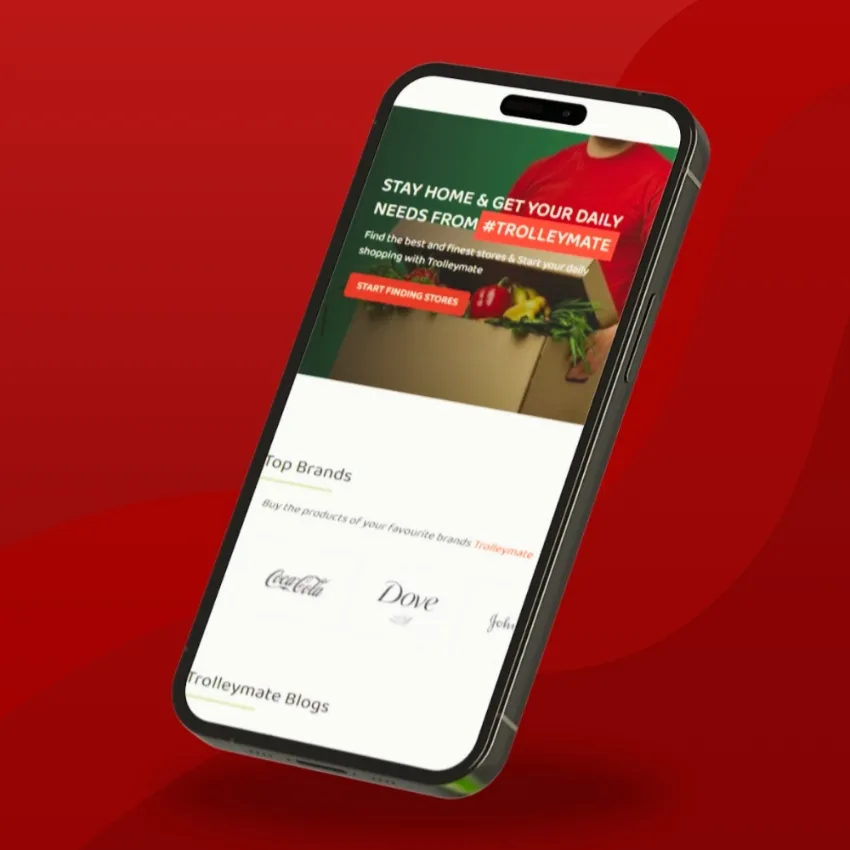 STAY HOME & GET YOUR DAILY
NEEDS FROM #TROLLEYMATE
Find the best and finest stores & Start your daily
shopping with Trolleymate
START FINDING STORES
Top Brands
Buy the products of your favourite brands Trolleymate
Coca-Cola
Dove
John
Trolleymate Blogs